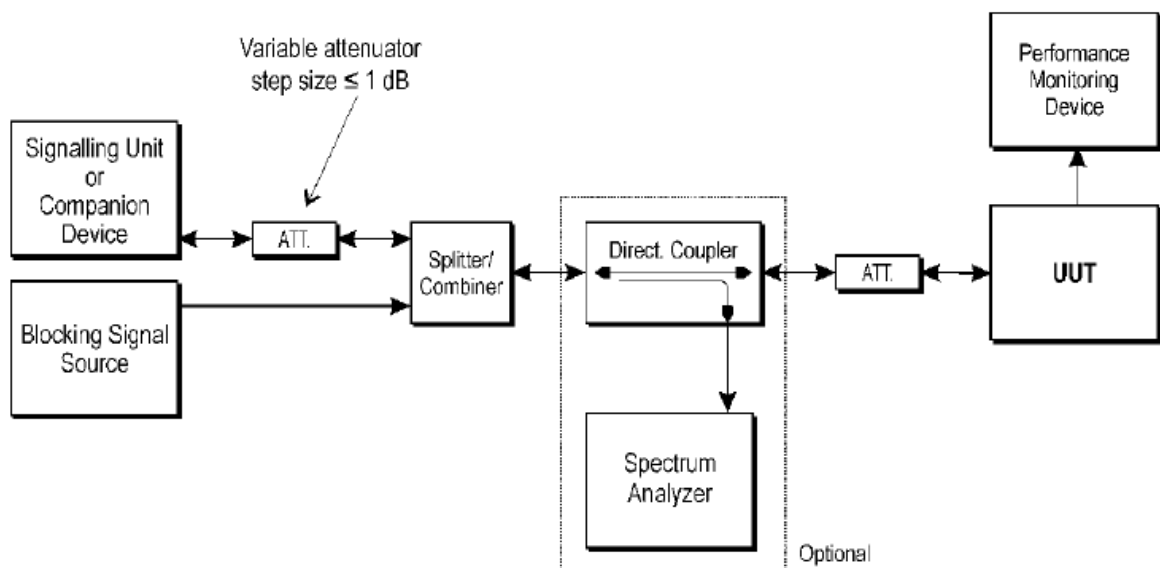 Variable attenuator
step size ≤ 1 dB
Performance
Monitoring
Device
Signalling Unit
or
Companion
Device
ATT.
Splitter/
Combiner
Direct. Coupler
ATT.
UUT
Blocking Signal
Source
Spectrum
Analyzer
Optional